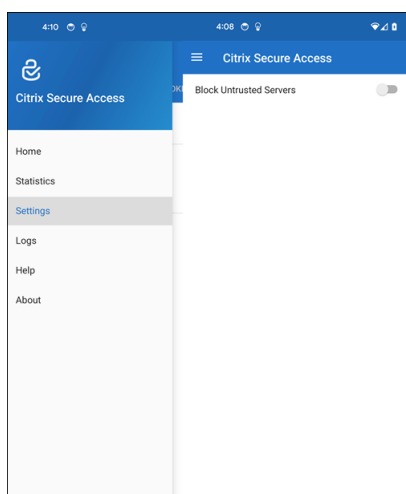 4:10
Citrix Secure Access
Home
Statistics
Settings
Logs
Help
About
4:08
Citrix Secure Access
Block Untrusted Servers